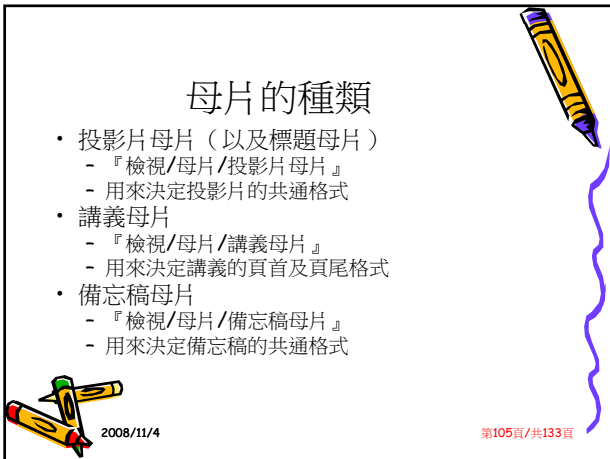 母片的種類
• 投影片母片（以及標題母片）
– 『檢視/母片/投影片母片』
– 用來決定投影片的共通格式
• 講義母片
– 『檢視/母片/講義母片』
– 用來決定講義的頁首及頁尾格式
• 備忘稿母片
– 『檢視/母片/備忘稿母片』
– 用來決定備忘稿的共通格式
2008/11/4
第105頁/共133頁